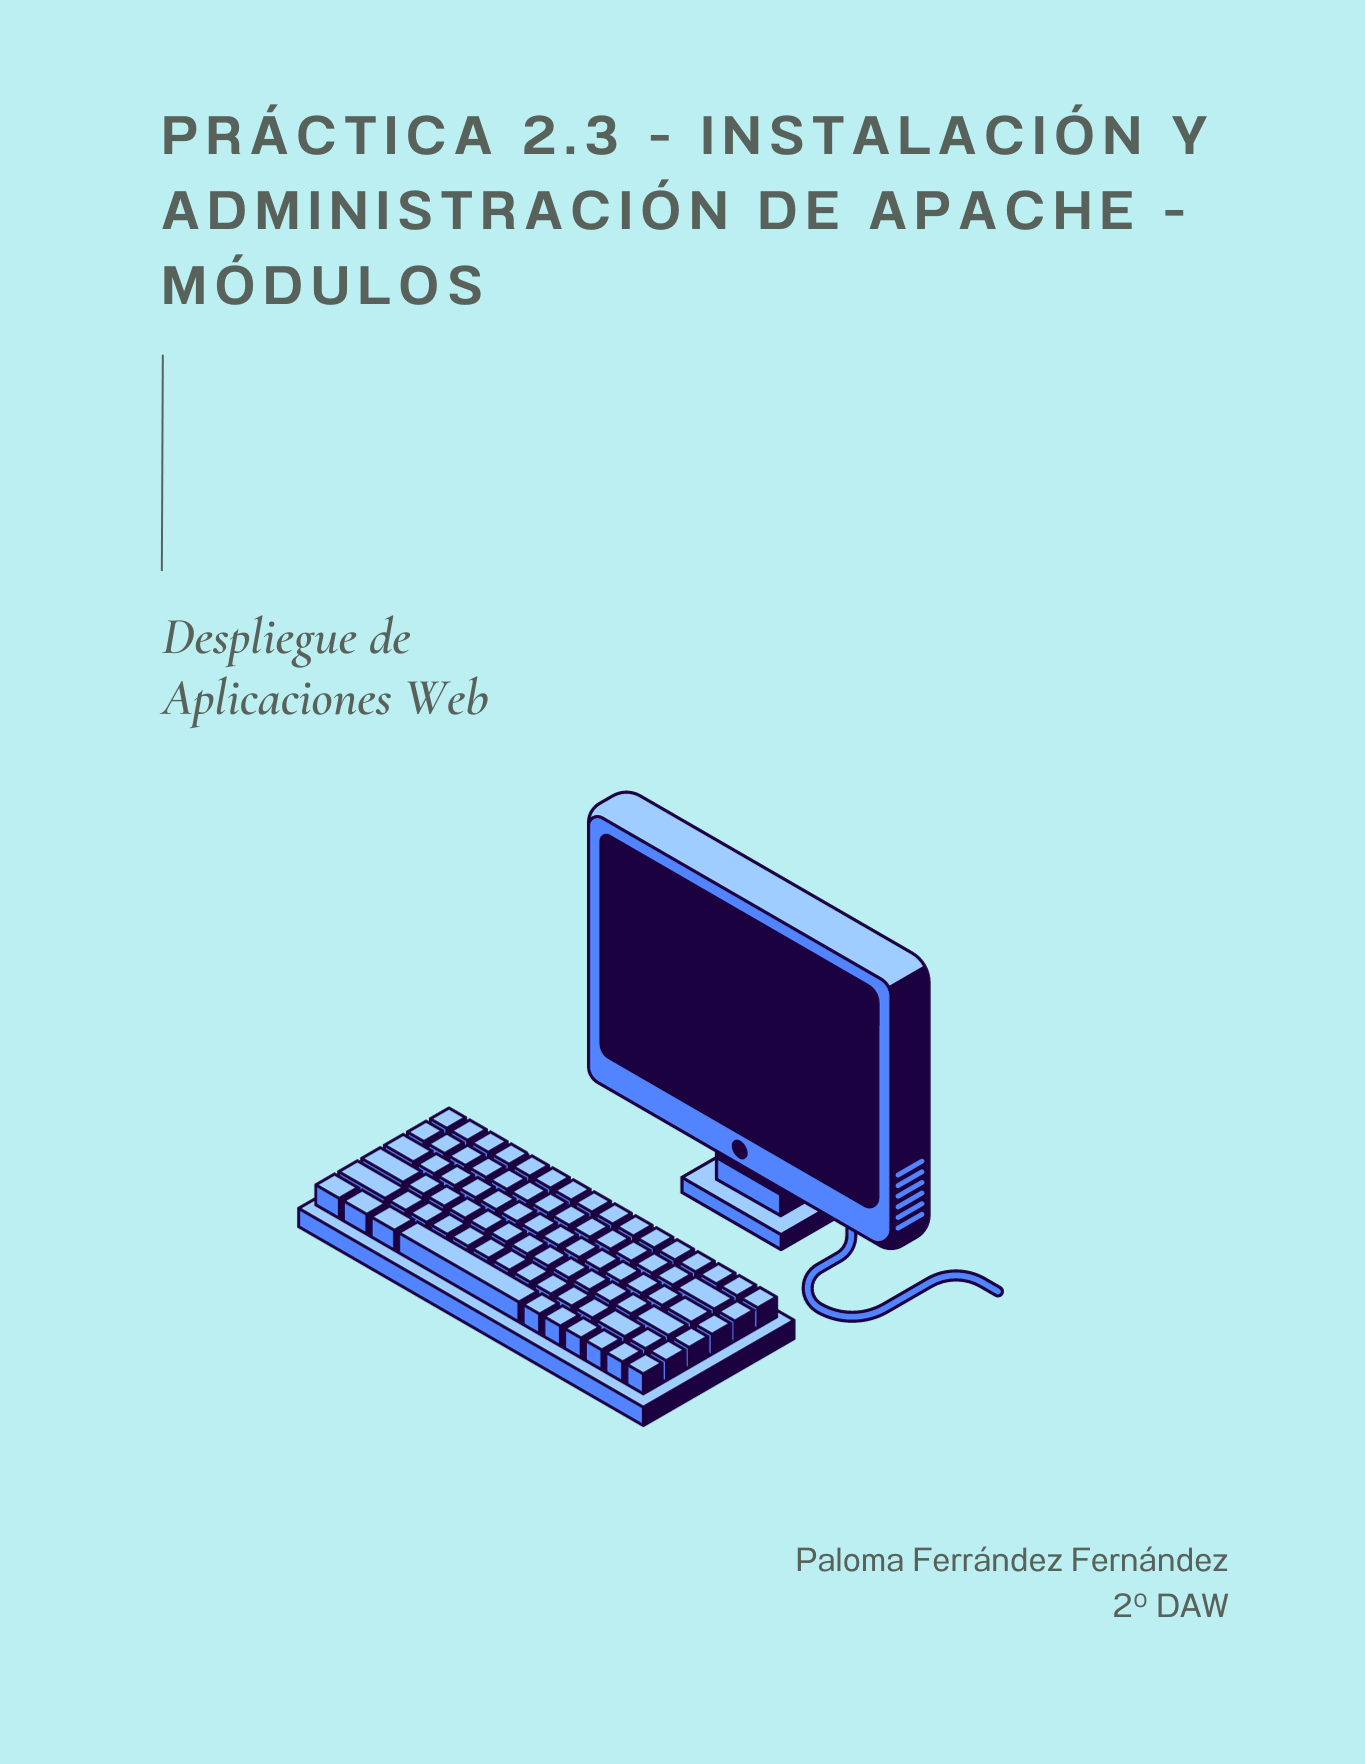 PRÁCTICA 2.3 - INSTALACIÓN Y
ADMINISTRACIÓN DE APACHE -
MÓDULOS
Despliegue de
Aplicaciones Web
Paloma Ferrández Fernández
2º DAW